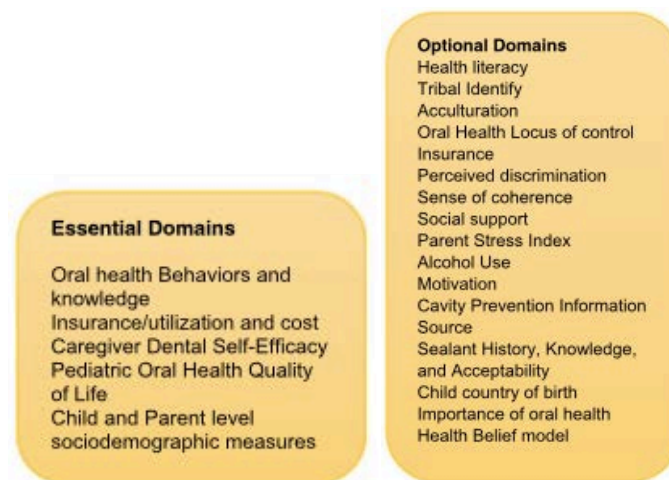 Essential Domains
Oral health Behaviors and
knowledge
Insurance/utilization and cost
Caregiver Dental Self-Efficacy
Pediatric Oral Health Quality
of Life
Child and Parent level
sociodemographic measures
Optional Domains
Health literacy
Tribal Identify
Acculturation
Oral Health Locus of control
Insurance
Perceived discrimination
Sense of coherence
Social support
Parent Stress Index
Alcohol Use
Motivation
Cavity Prevention Information
Source
Sealant History, Knowledge,
and Acceptability
Child country of birth
Importance of oral health
Health Belief model